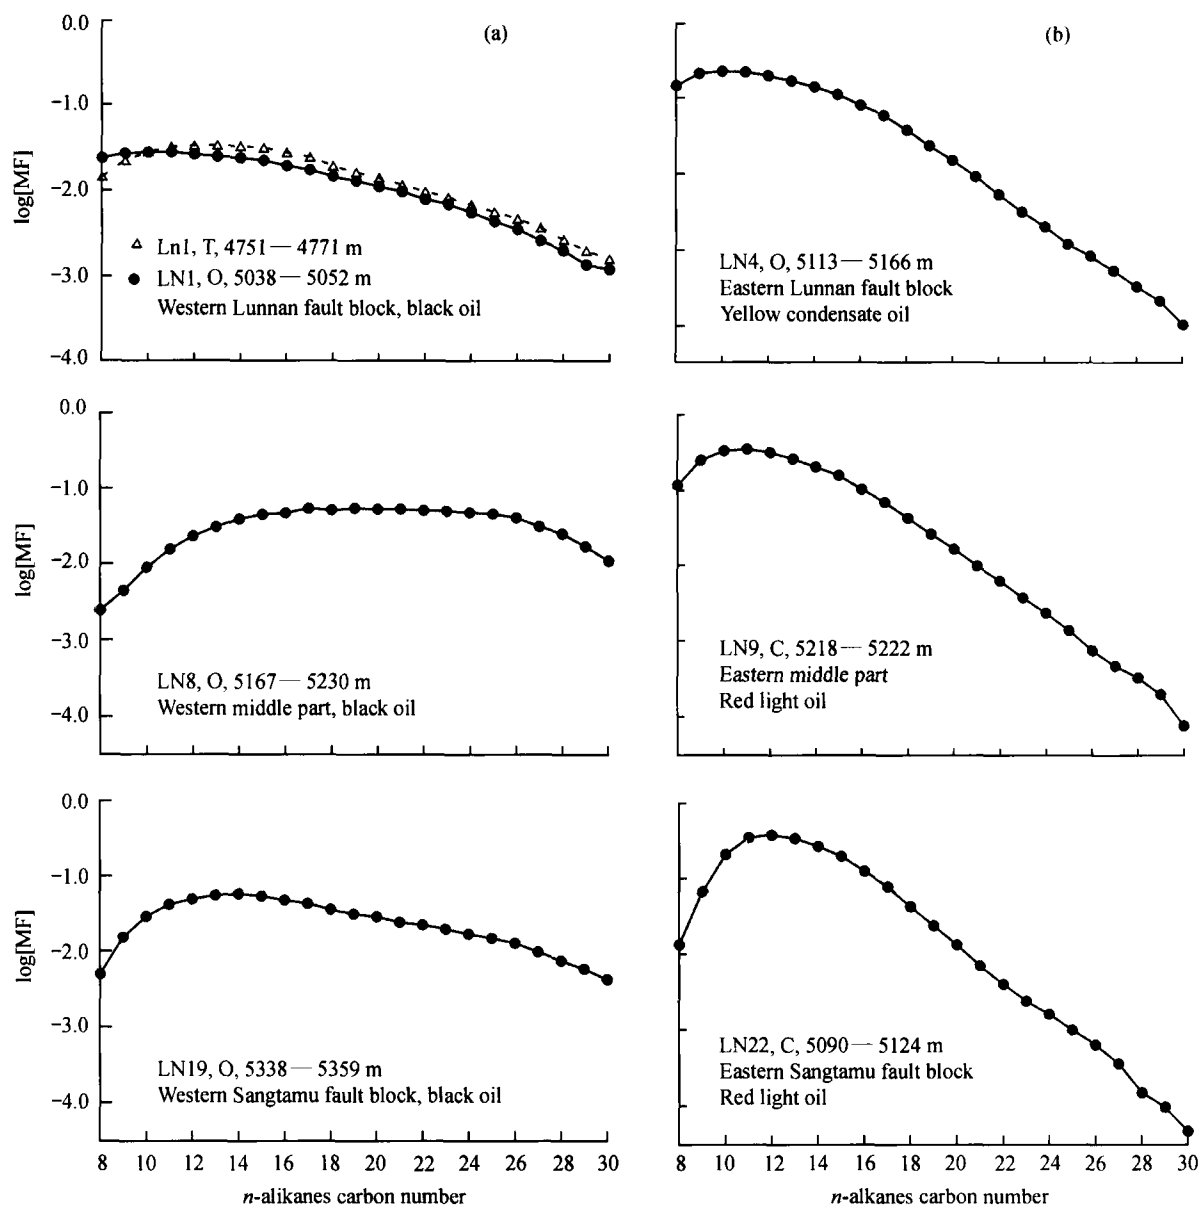 (a)
0.0
−1.0
−2.0
−3.0
−4.0
log[MF]
Ln1, T, 4751—4771 m
LN1, O, 5038—5052 m
Western Lunnan fault block, black oil
(b)
LN4, O, 5113—5166 m
Eastern Lunnan fault block
Yellow condensate oil
0.0
−1.0
−2.0
−3.0
−4.0
log[MF]
LN8, O, 5167—5230 m
Western middle part, black oil
LN9, C, 5218—5222 m
Eastern middle part
Red light oil
0.0
−1.0
−2.0
−3.0
−4.0
log[MF]
LN19, O, 5338—5359 m
Western Sangtamu fault block, black oil
8 10 12 14 16 18 20 22 24 26 28 30
n-alikanes carbon number
LN22, C, 5090—5124 m
Eastern Sangtamu fault block
Red light oil
8 10 12 14 16 18 20 22 24 26 28 30
n-alkanes carbon number